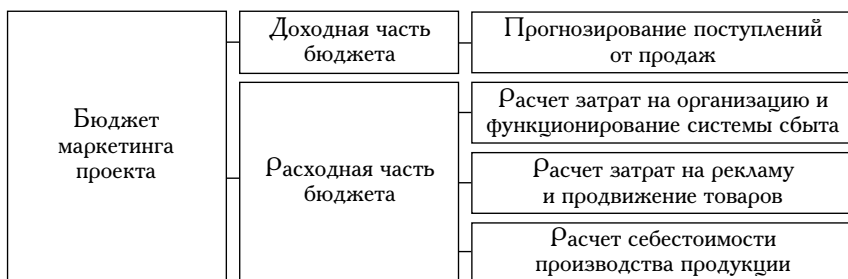 Бюджет
маркетинга
проекта
Доходная часть
бюджета
Прогнозирование поступлений
от продаж
Расходная часть
бюджета
Расчет затрат на организацию и
функционирование системы сбыта
Расчет затрат на рекламу
и продвижение товаров
Расчет себестоимости
производства продукции